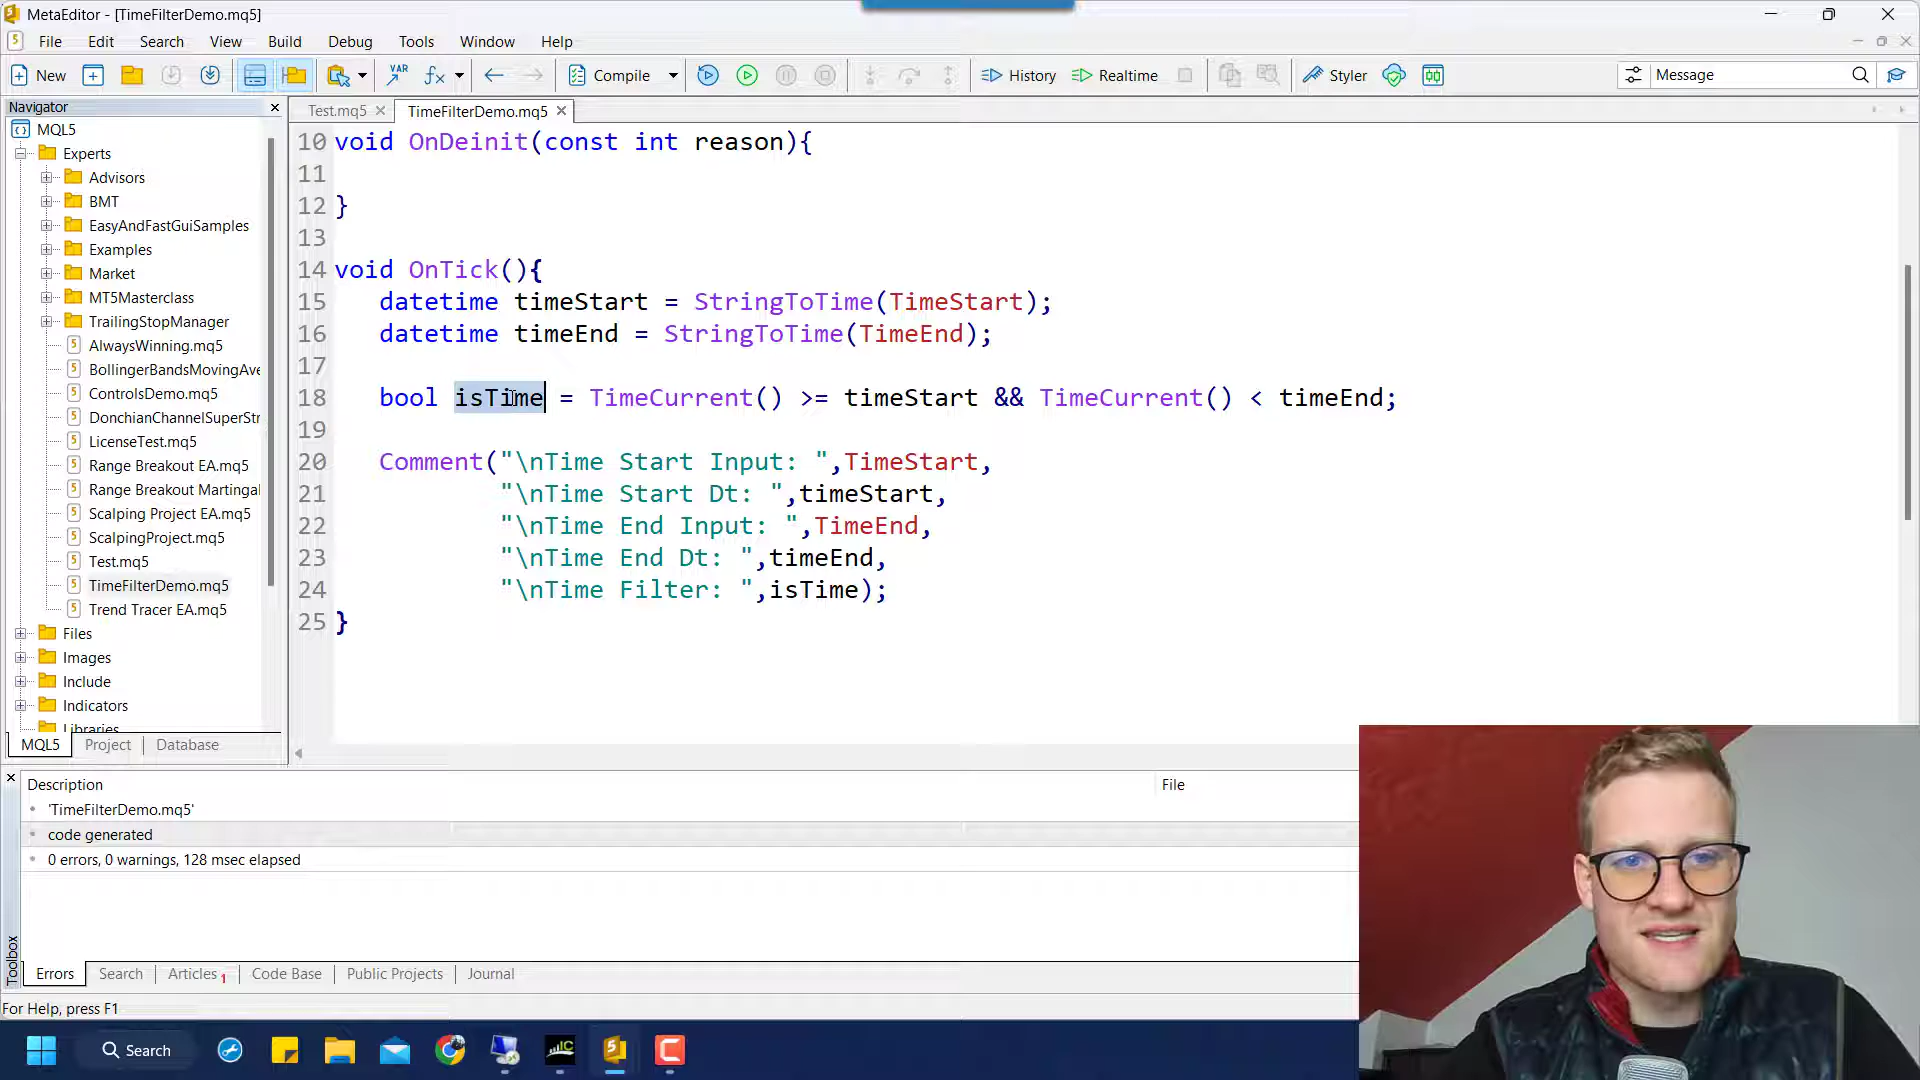 MetaEditor - [TimeFilterDemo.mq5]
File Edit Search View Build Debug Tools Window Help
New VAR fx Compile History Realtime Styler Message
Navigator
Test.mq5 TimeFilterDemo.mq5
MQL5
Experts
Advisors
BMT
EasyAndFastGuiSamples
Examples
Market
MT5Masterclass
TrailingStopManager
AlwaysWinning.mq5
BollingerBandsMovingAve
ControlsDemo.mq5
DonchianChannelSuperStr
LicenseTest.mq5
Range Breakout EA.mq5
Range Breakout Martinga
Scalping Project EA.mq5
ScalpingProject.mq5
Test.mq5
TimeFilterDemo.mq5
Trend Tracer EA.mq5
Files
Images
Include
Indicators
Libraries
MQL5 Project Database
10 void OnDeinit(const int reason){
11
12 }
13
14 void OnTick(){
15 datetime timeStart = StringToTime(TimeStart);
16 datetime timeEnd = StringToTime(TimeEnd);
17
18 bool isTime = TimeCurrent() >= timeStart && TimeCurrent() < timeEnd;
19
20 Comment("\nTime Start Input: ",TimeStart,
21 "\nTime Start Dt: ",timeStart,
22 "\nTime End Input: ",TimeEnd,
23 "\nTime End Dt: ",timeEnd,
24 "\nTime Filter: ",isTime);
25 }
Description File
'TimeFilterDemo.mq5'
code generated
0 errors, 0 warnings, 128 msec elapsed
Toolbox
Errors Search Articles 1 Code Base Public Projects Journal
For Help, press F1
Search
IC
5